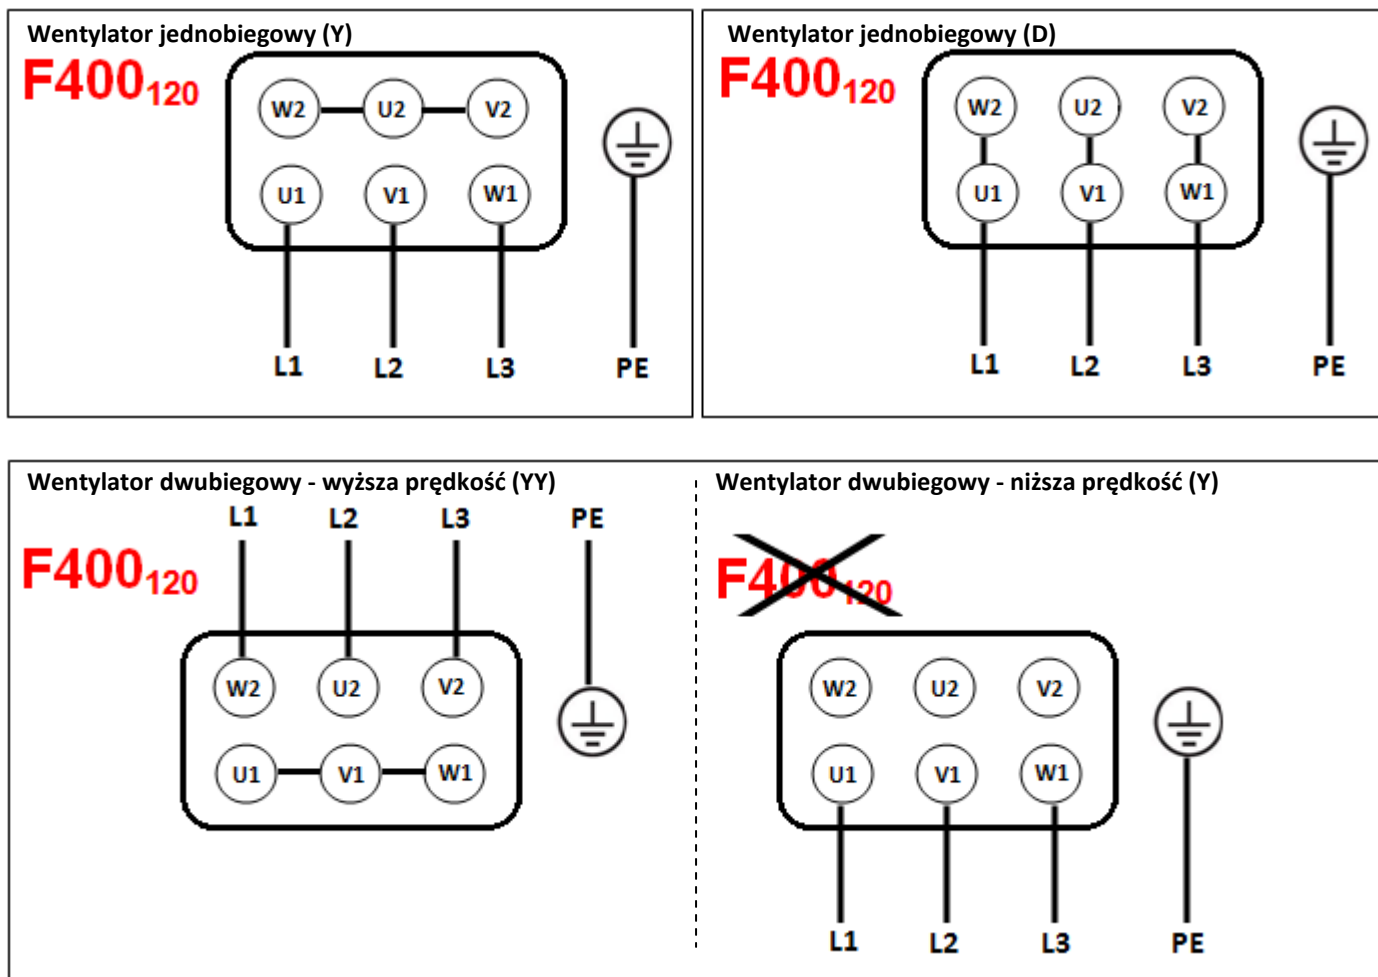 Wentylator jednobiegowy (Y)
F400120
W2 U2 V2
U1 V1 W1
L1 L2 L3 PE
Wentylator jednobiegowy (D)
F400120
W2 U2 V2
U1 V1 W1
L1 L2 L3 PE
Wentylator dwubiegowy - wyższa prędkość (YY)
L1 L2 L3 PE
F400120
W2 U2 V2
U1 V1 W1
Wentylator dwubiegowy - niższa prędkość (Y)
F400120
W2 U2 V2
U1 V1 W1
L1 L2 L3 PE